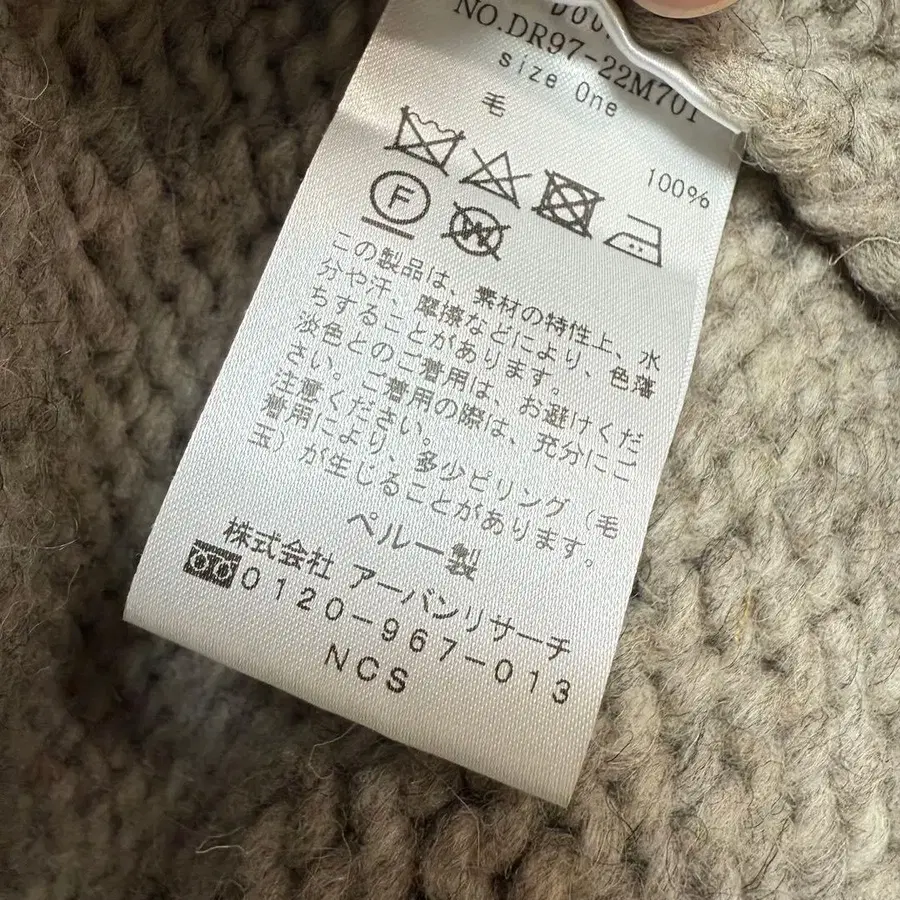 NO.DR97-22M701
size One
毛 100%
F
W
この製品は、素材の特性上、水
分や汗、摩擦などにより、色落
ちすることがあります。
淡色とのご着用は、お避けくだ
さい。ご着用の際は、充分にご
注意ください。
着用により、多少ピリング（毛
玉）が生じることがあります。
ペルー製
株式会社 アーバンリサーチ
0120-967-013
NCS